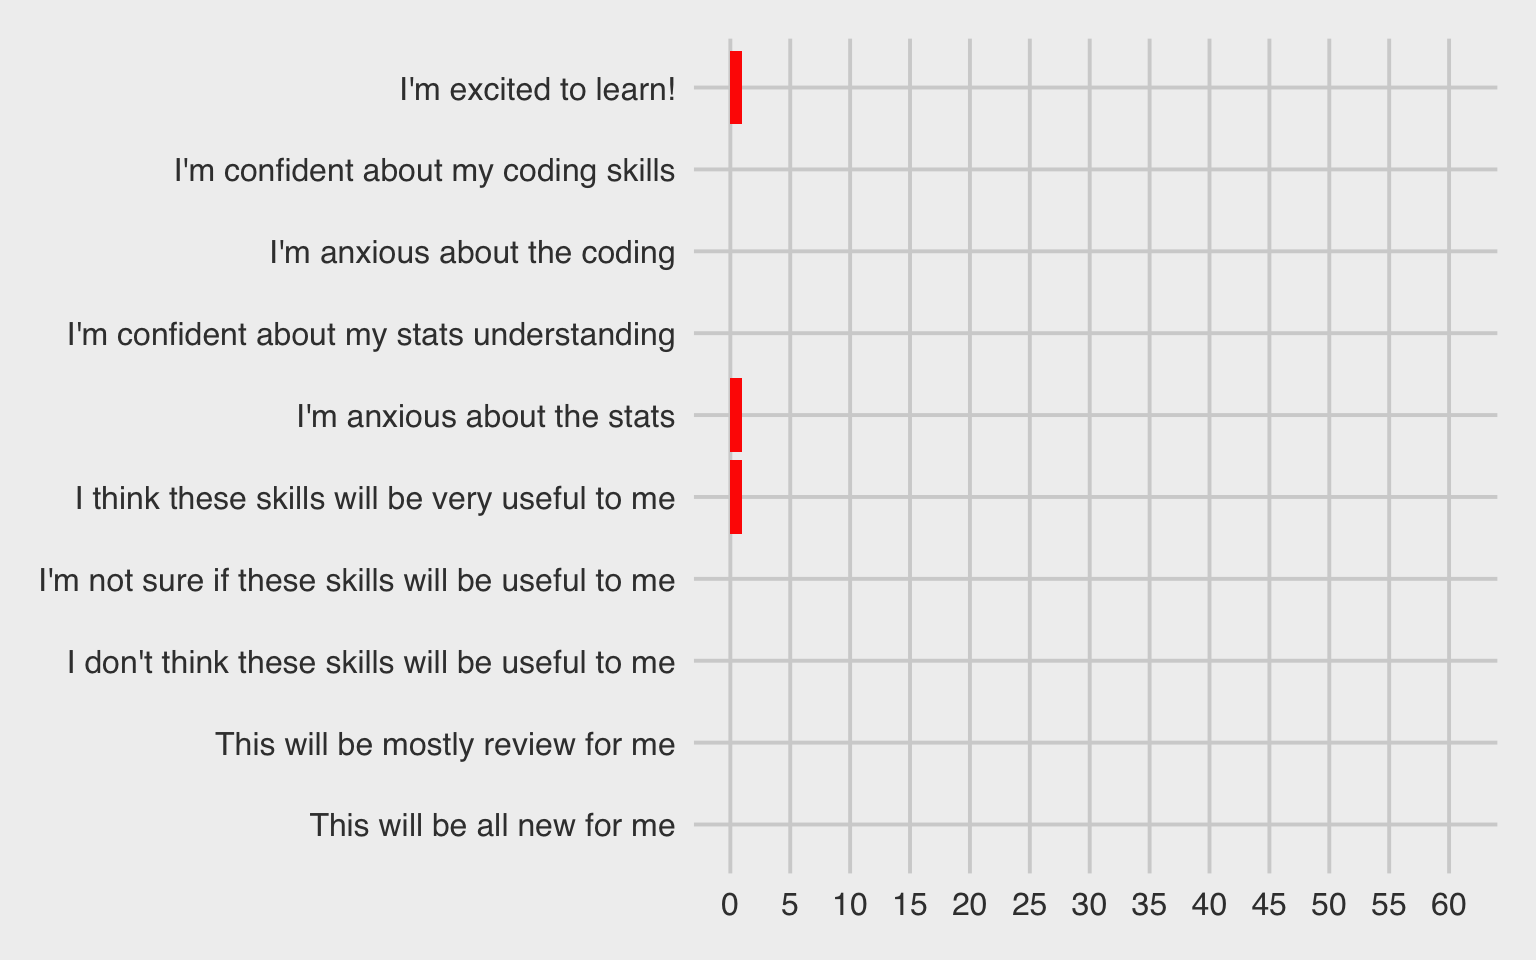 I'm excited to learn!
I'm confident about my coding skills
I'm anxious about the coding
I'm confident about my stats understanding
I'm anxious about the stats
I think these skills will be very useful to me
I'm not sure if these skills will be useful to me
I don't think these skills will be useful to me
This will be mostly review for me
This will be all new for me
0 5 10 15 20 25 30 35 40 45 50 55 60